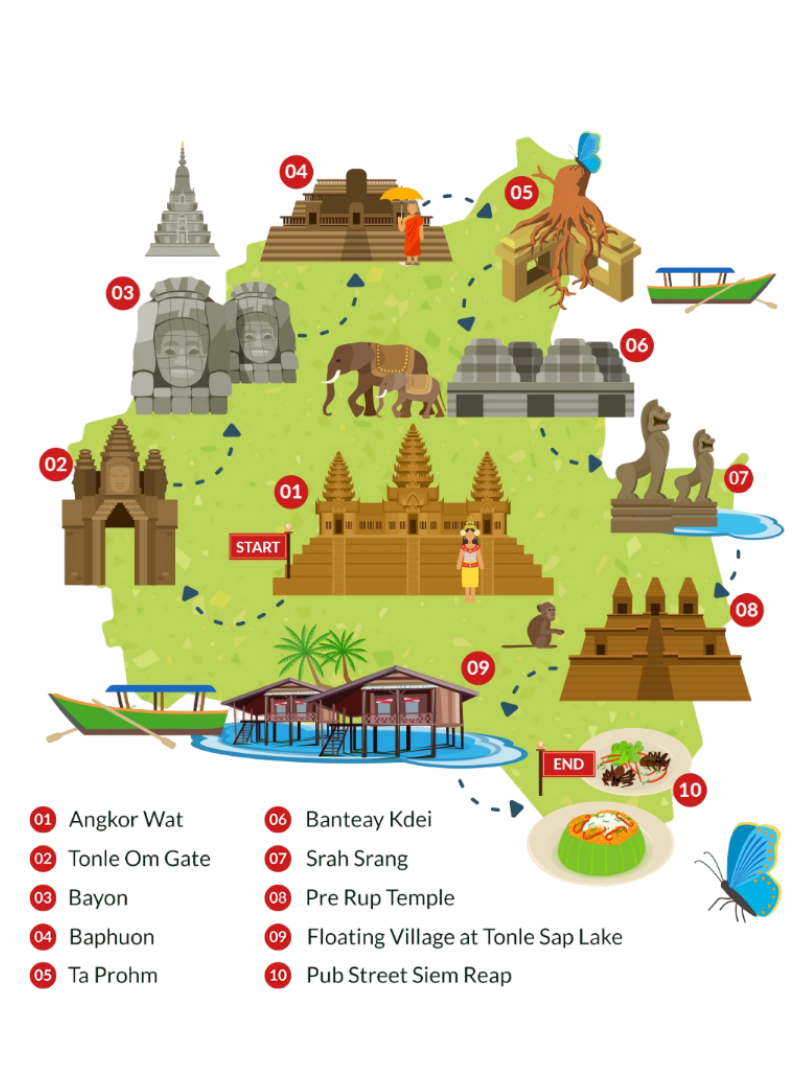 04
05
03
06
02
07
01
START
08
09
END
10
01 Angkor Wat
02 Tonle Om Gate
03 Bayon
04 Baphuon
05 Ta Prohm
06 Banteay Kdei
07 Srah Srang
08 Pre Rup Temple
09 Floating Village at Tonle Sap Lake
10 Pub Street Siem Reap